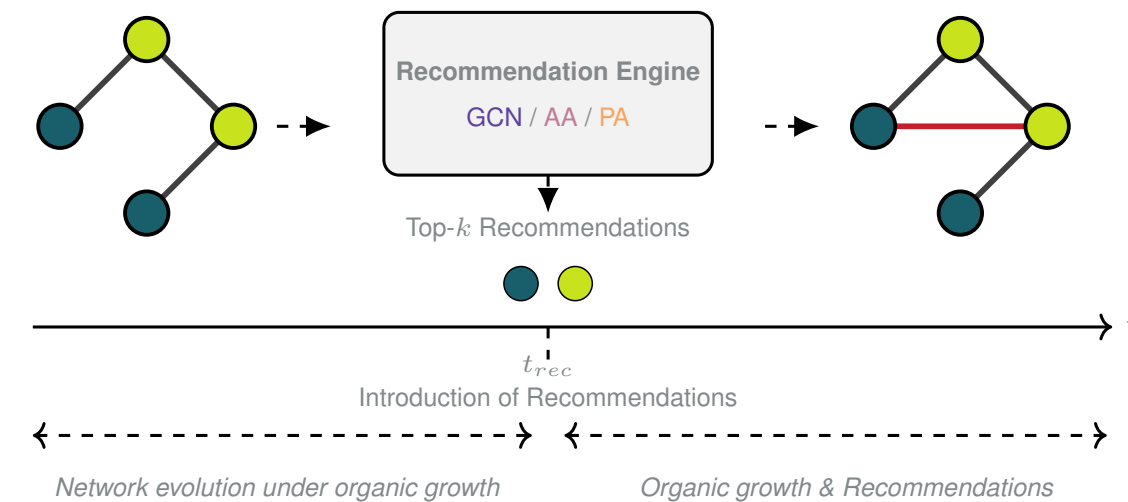 Recommendation Engine
GCN / AA / PA
Top-k Recommendations
t_rec
Introduction of Recommendations
Network evolution under organic growth
Organic growth & Recommendations